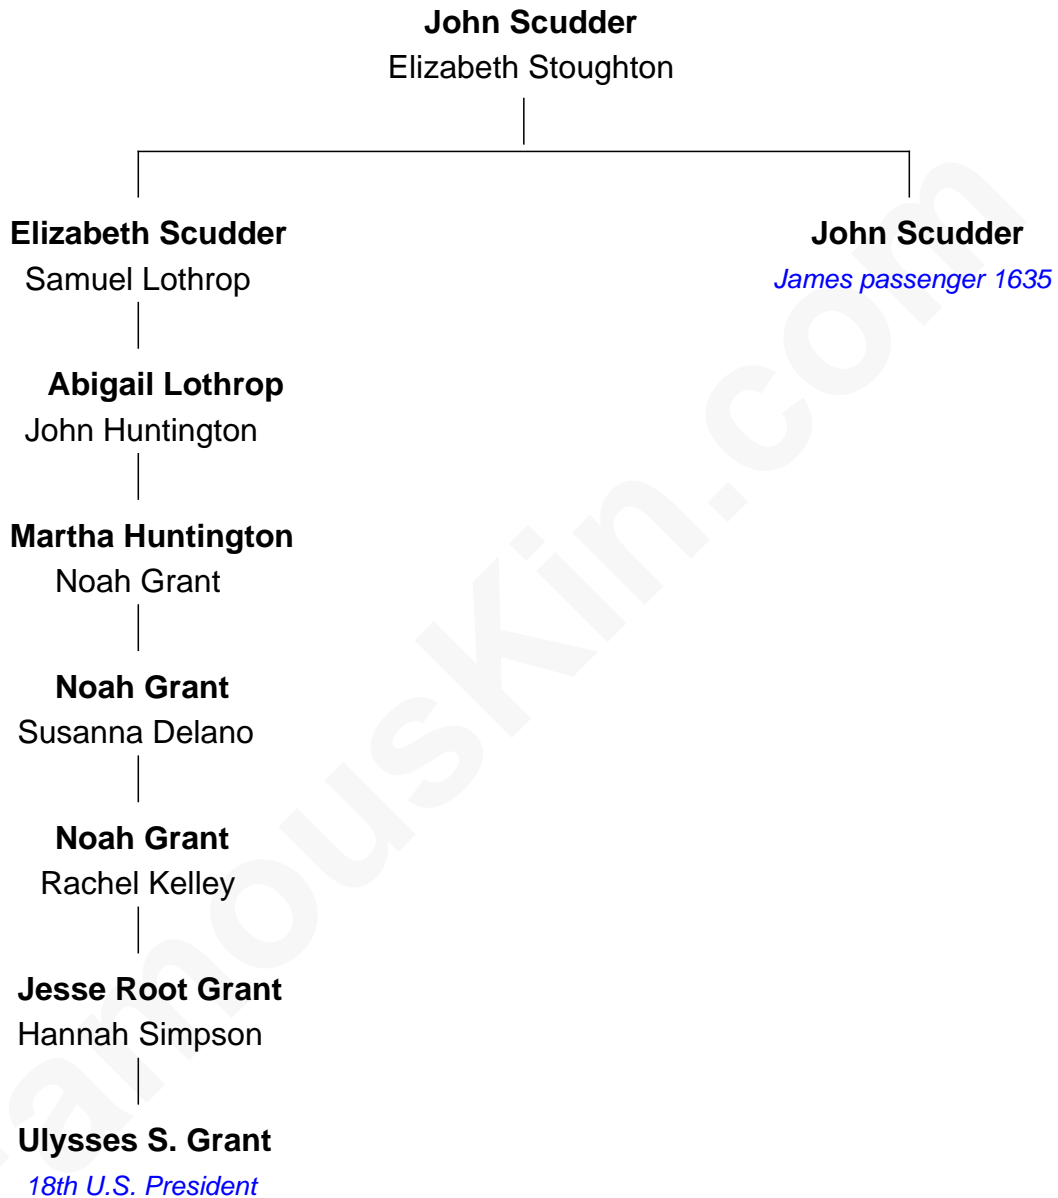 John Scudder
Elizabeth Stoughton
Elizabeth Scudder
Samuel Lothrop
John Scudder
James passenger 1635
Abigail Lothrop
John Huntington
Martha Huntington
Noah Grant
Noah Grant
Susanna Delano
Noah Grant
Rachel Kelley
Jesse Root Grant
Hannah Simpson
Ulysses S. Grant
18th U.S. President
FamousKin.com